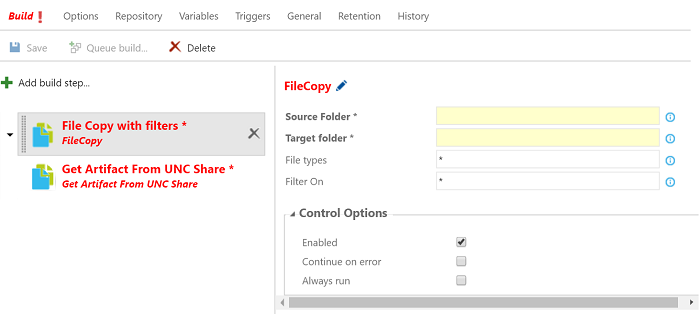 Build❗ Options Repository Variables Triggers General Retention History
Save Queue build... Delete
Add build step...
File Copy with filters *
FileCopy
Get Artifact From UNC Share *
Get Artifact From UNC Share
FileCopy
Source Folder *
Target folder *
File types *
Filter On *
Control Options
Enabled
Continue on error
Always run